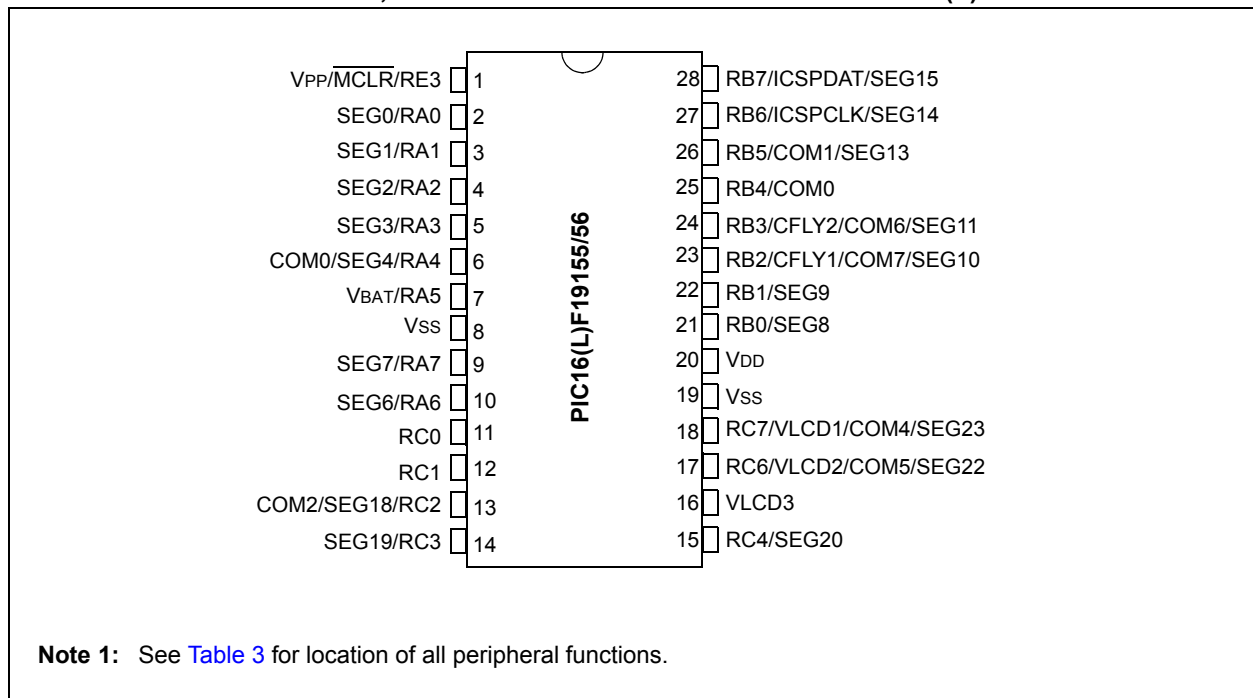 VPP/MCLR/RE3 1
SEG0/RA0 2
SEG1/RA1 3
SEG2/RA2 4
SEG3/RA3 5
COM0/SEG4/RA4 6
VBAT/RA5 7
VSS 8
SEG7/RA7 9
SEG6/RA6 10
RC0 11
RC1 12
COM2/SEG18/RC2 13
SEG19/RC3 14
PIC16(L)F19155/56
28 RB7/ICSPDAT/SEG15
27 RB6/ICSPCLK/SEG14
26 RB5/COM1/SEG13
25 RB4/COM0
24 RB3/CFLY2/COM6/SEG11
23 RB2/CFLY1/COM7/SEG10
22 RB1/SEG9
21 RB0/SEG8
20 VDD
19 VSS
18 RC7/VLCD1/COM4/SEG23
17 RC6/VLCD2/COM5/SEG22
16 VLCD3
15 RC4/SEG20
Note 1: See Table 3 for location of all peripheral functions.